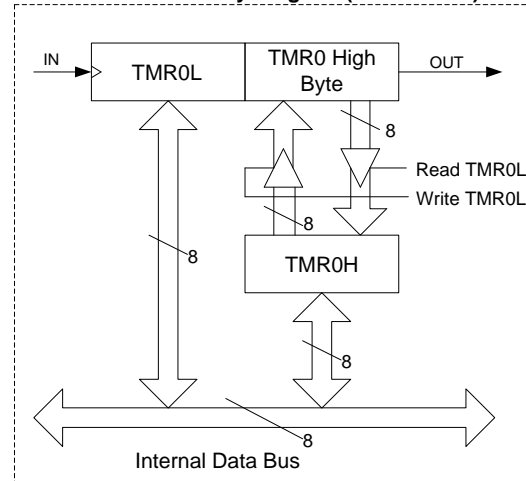 IN
TMR0L
TMR0 High
Byte
OUT
8
Read TMR0L
Write TMR0L
8
8
TMR0H
8
8
Internal Data Bus